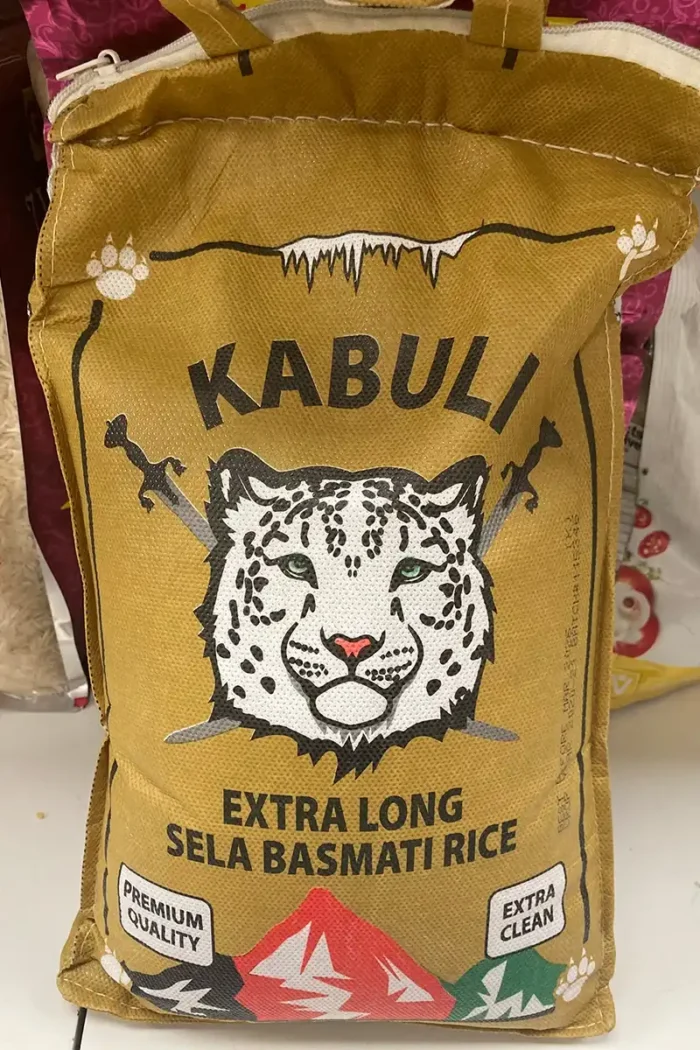 KABULI
EXTRA LONG
SELA BASMATI RICE
PREMIUM
QUALITY
EXTRA
CLEAN